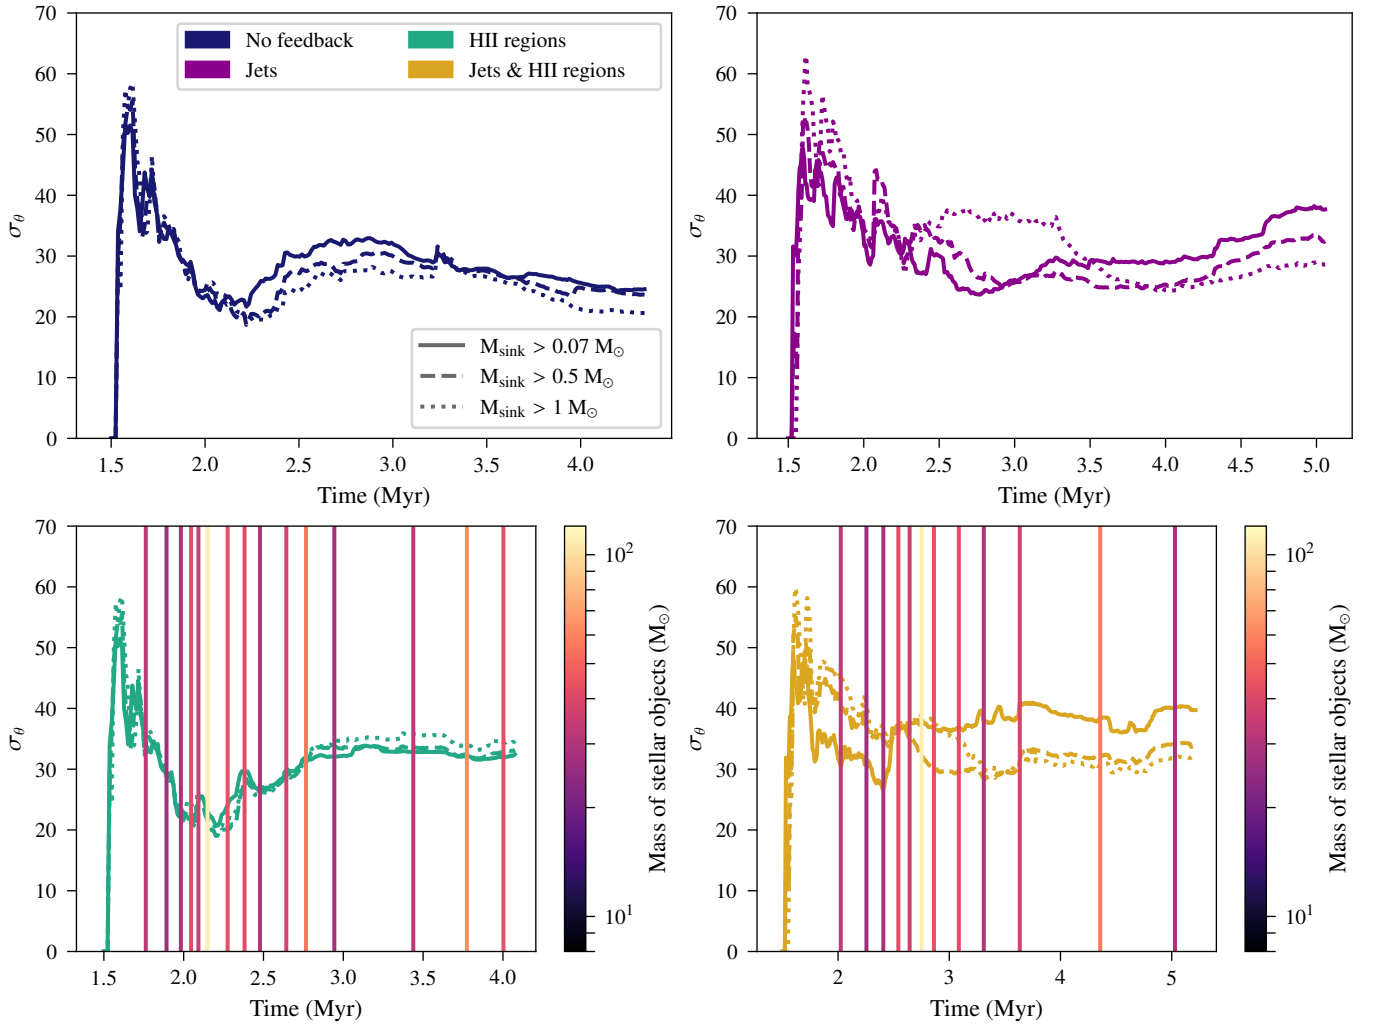 70
60
50
40
30
20
10
0
σθ
No feedback
Jets
HII regions
Jets & HII regions
M_sink > 0.07 M⊙
M_sink > 0.5 M⊙
M_sink > 1 M⊙
1.5 2.0 2.5 3.0 3.5 4.0
Time (Myr)
70
60
50
40
30
20
10
0
σθ
1.5 2.0 2.5 3.0 3.5 4.0 4.5 5.0
Time (Myr)
70
60
50
40
30
20
10
0
σθ
1.5 2.0 2.5 3.0 3.5 4.0
Time (Myr)
10²
10¹
Mass of stellar objects (M⊙)
70
60
50
40
30
20
10
0
σθ
2 3 4 5
Time (Myr)
10²
10¹
Mass of stellar objects (M⊙)